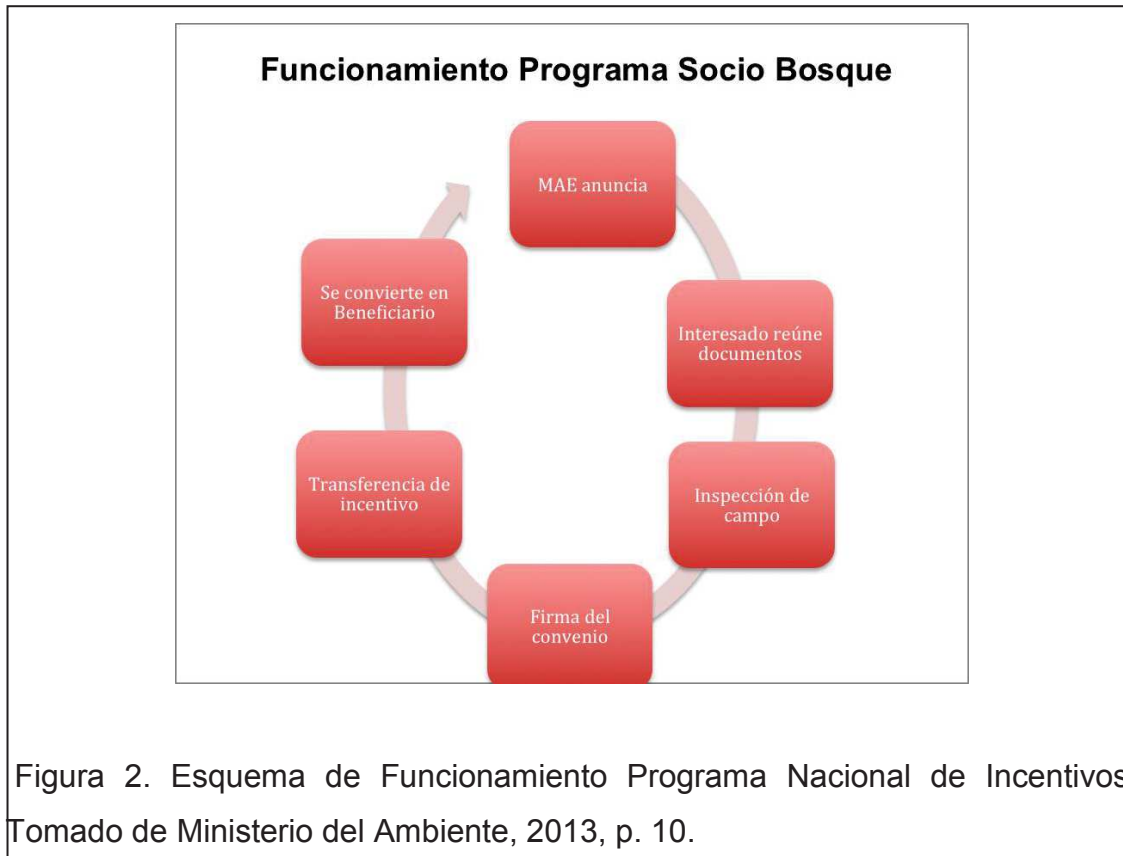 Funcionamiento Programa Socio Bosque
MAE anuncia
Interesado reúne
documentos
Inspección de
campo
Firma del
convenio
Transferencia de
incentivo
Se convierte en
Beneficiario
Figura 2. Esquema de Funcionamiento Programa Nacional de Incentivos
Tomado de Ministerio del Ambiente, 2013, p. 10.